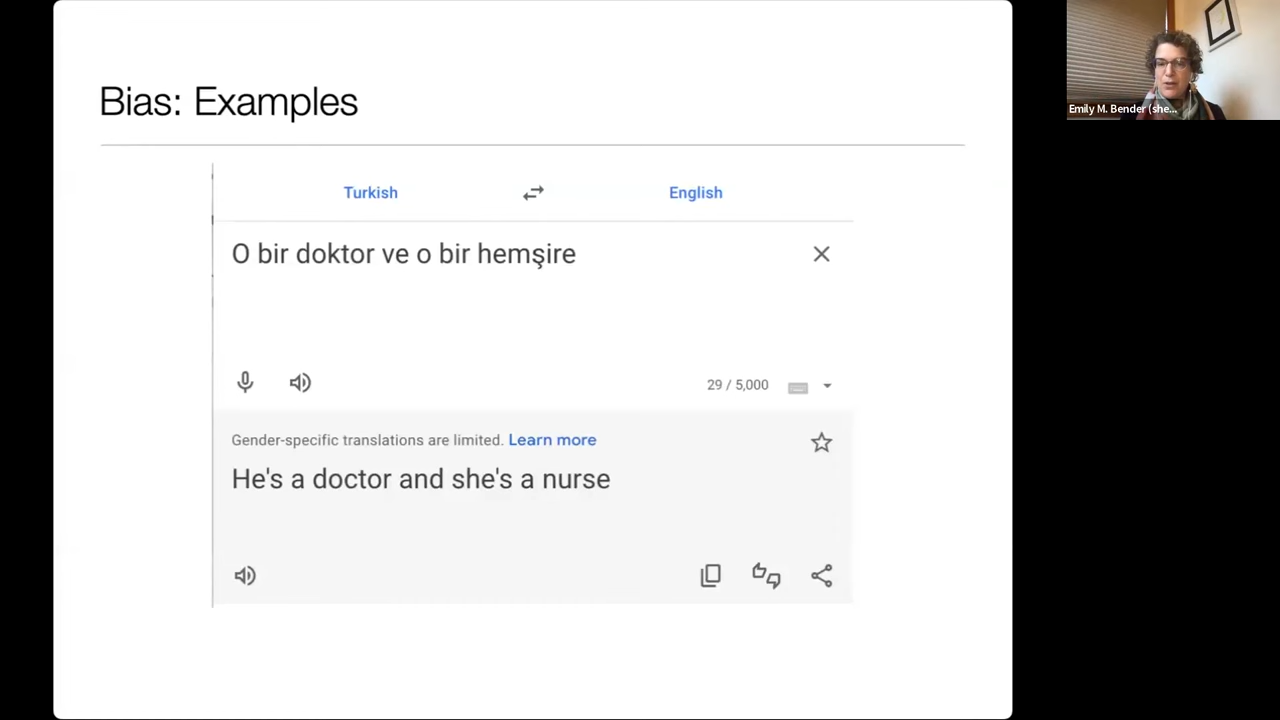 Bias: Examples
Turkish
English
O bir doktor ve o bir hemşire
29 / 5,000
Gender-specific translations are limited. Learn more
He's a doctor and she's a nurse
Emily M. Bender (she...